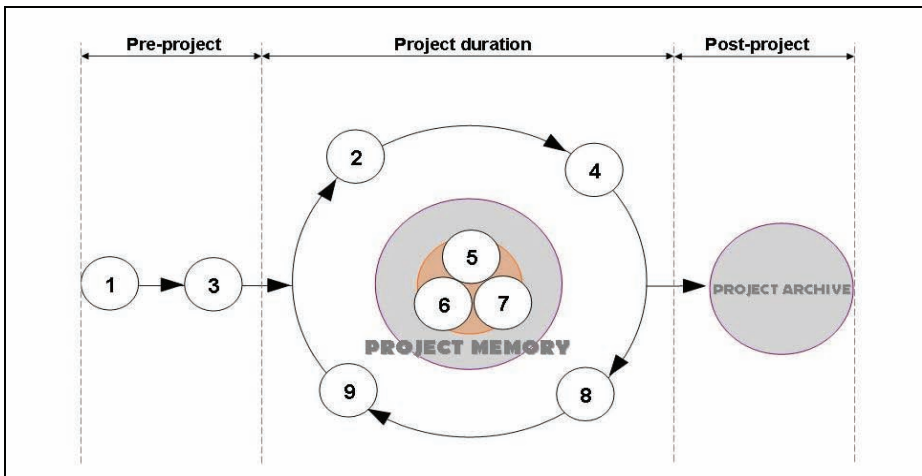 Pre-project Project duration Post-project
2
4
5
1 3 6 7 PROJECT ARCHIVE
PROJECT MEMORY
9 8